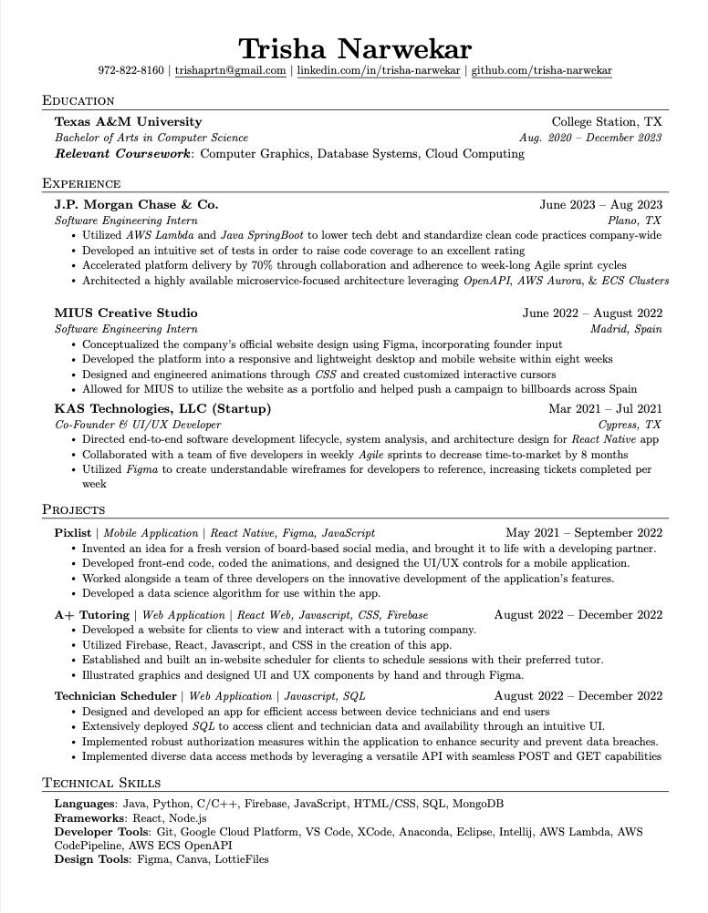 Trisha Narwekar
972-822-8160 | trishaprtn@gmail.com | linkedin.com/in/trisha-narwekar | github.com/trisha-narwekar
Education
Texas A&M University College Station, TX
Bachelor of Arts in Computer Science Aug. 2020 – December 2023
Relevant Coursework: Computer Graphics, Database Systems, Cloud Computing
Experience
J.P. Morgan Chase & Co. June 2023 – Aug 2023
Software Engineering Intern Plano, TX
• Utilized AWS Lambda and Java SpringBoot to lower tech debt and standardize clean code practices company-wide
• Developed an intuitive set of tests in order to raise code coverage to an excellent rating
• Accelerated platform delivery by 70% through collaboration and adherence to week-long Agile sprint cycles
• Architected a highly available microservice-focused architecture leveraging OpenAPI, AWS Aurora, & ECS Clusters
MIUS Creative Studio June 2022 – August 2022
Software Engineering Intern Madrid, Spain
• Conceptualized the company's official website design using Figma, incorporating founder input
• Developed the platform into a responsive and lightweight desktop and mobile website within eight weeks
• Designed and engineered animations through CSS and created customized interactive cursors
• Allowed for MIUS to utilize the website as a portfolio and helped push a campaign to billboards across Spain
KAS Technologies, LLC (Startup) Mar 2021 – Jul 2021
Co-Founder & UI/UX Developer Cypress, TX
• Directed end-to-end software development lifecycle, system analysis, and architecture design for React Native app
• Collaborated with a team of five developers in weekly Agile sprints to decrease time-to-market by 8 months
• Utilized Figma to create understandable wireframes for developers to reference, increasing tickets completed per
week
Projects
Pixlist | Mobile Application | React Native, Figma, JavaScript May 2021 – September 2022
• Invented an idea for a fresh version of board-based social media, and brought it to life with a developing partner.
• Developed front-end code, coded the animations, and designed the UI/UX controls for a mobile application.
• Worked alongside a team of three developers on the innovative development of the application's features.
• Developed a data science algorithm for use within the app.
A+ Tutoring | Web Application | React Web, Javascript, CSS, Firebase August 2022 – December 2022
• Developed a website for clients to view and interact with a tutoring company.
• Utilized Firebase, React, Javascript, and CSS in the creation of this app.
• Established and built an in-website scheduler for clients to schedule sessions with their preferred tutor.
• Illustrated graphics and designed UI and UX components by hand and through Figma.
Technician Scheduler | Web Application | Javascript, SQL August 2022 – December 2022
• Designed and developed an app for efficient access between device technicians and end users
• Extensively deployed SQL to access client and technician data and availability through an intuitive UI.
• Implemented robust authorization measures within the application to enhance security and prevent data breaches.
• Implemented diverse data access methods by leveraging a versatile API with seamless POST and GET capabilities
Technical Skills
Languages: Java, Python, C/C++, Firebase, JavaScript, HTML/CSS, SQL, MongoDB
Frameworks: React, Node.js
Developer Tools: Git, Google Cloud Platform, VS Code, XCode, Anaconda, Eclipse, Intellij, AWS Lambda, AWS
CodePipeline, AWS ECS OpenAPI
Design Tools: Figma, Canva, LottieFiles